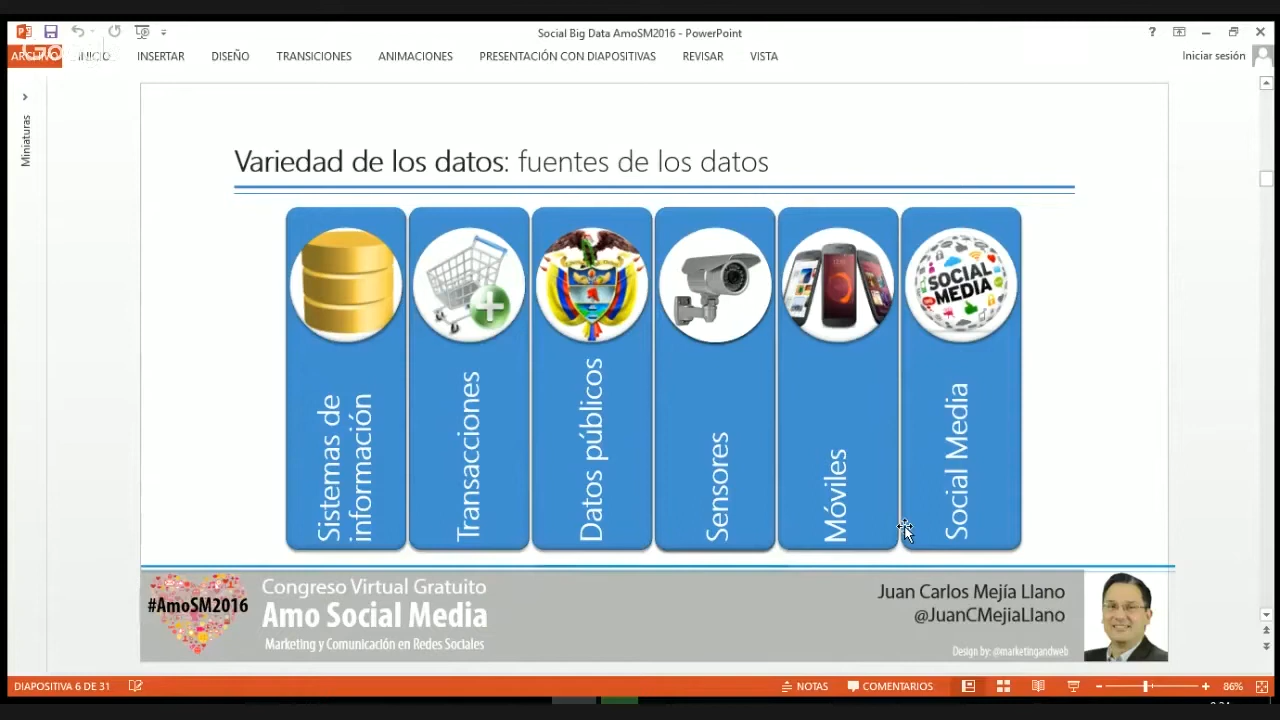 Social Big Data AmoSM2016 - PowerPoint
?
ARCHIVO INICIO INSERTAR DISEÑO TRANSICIONES ANIMACIONES PRESENTACIÓN CON DIAPOSITIVAS REVISAR VISTA Iniciar sesión
Miniaturas
Variedad de los datos: fuentes de los datos
Sistemas de
información
Transacciones
Datos públicos
Sensores
Móviles
SOCIAL
MEDIA
Social Media
#AmoSM2016
Congreso Virtual Gratuito
Amo Social Media
Marketing y Comunicación en Redes Sociales
Juan Carlos Mejía Llano
@JuanCMejiaLlano
Design by: @marketingandweb
DIAPOSITIVA 6 DE 31 NOTAS COMENTARIOS 86%